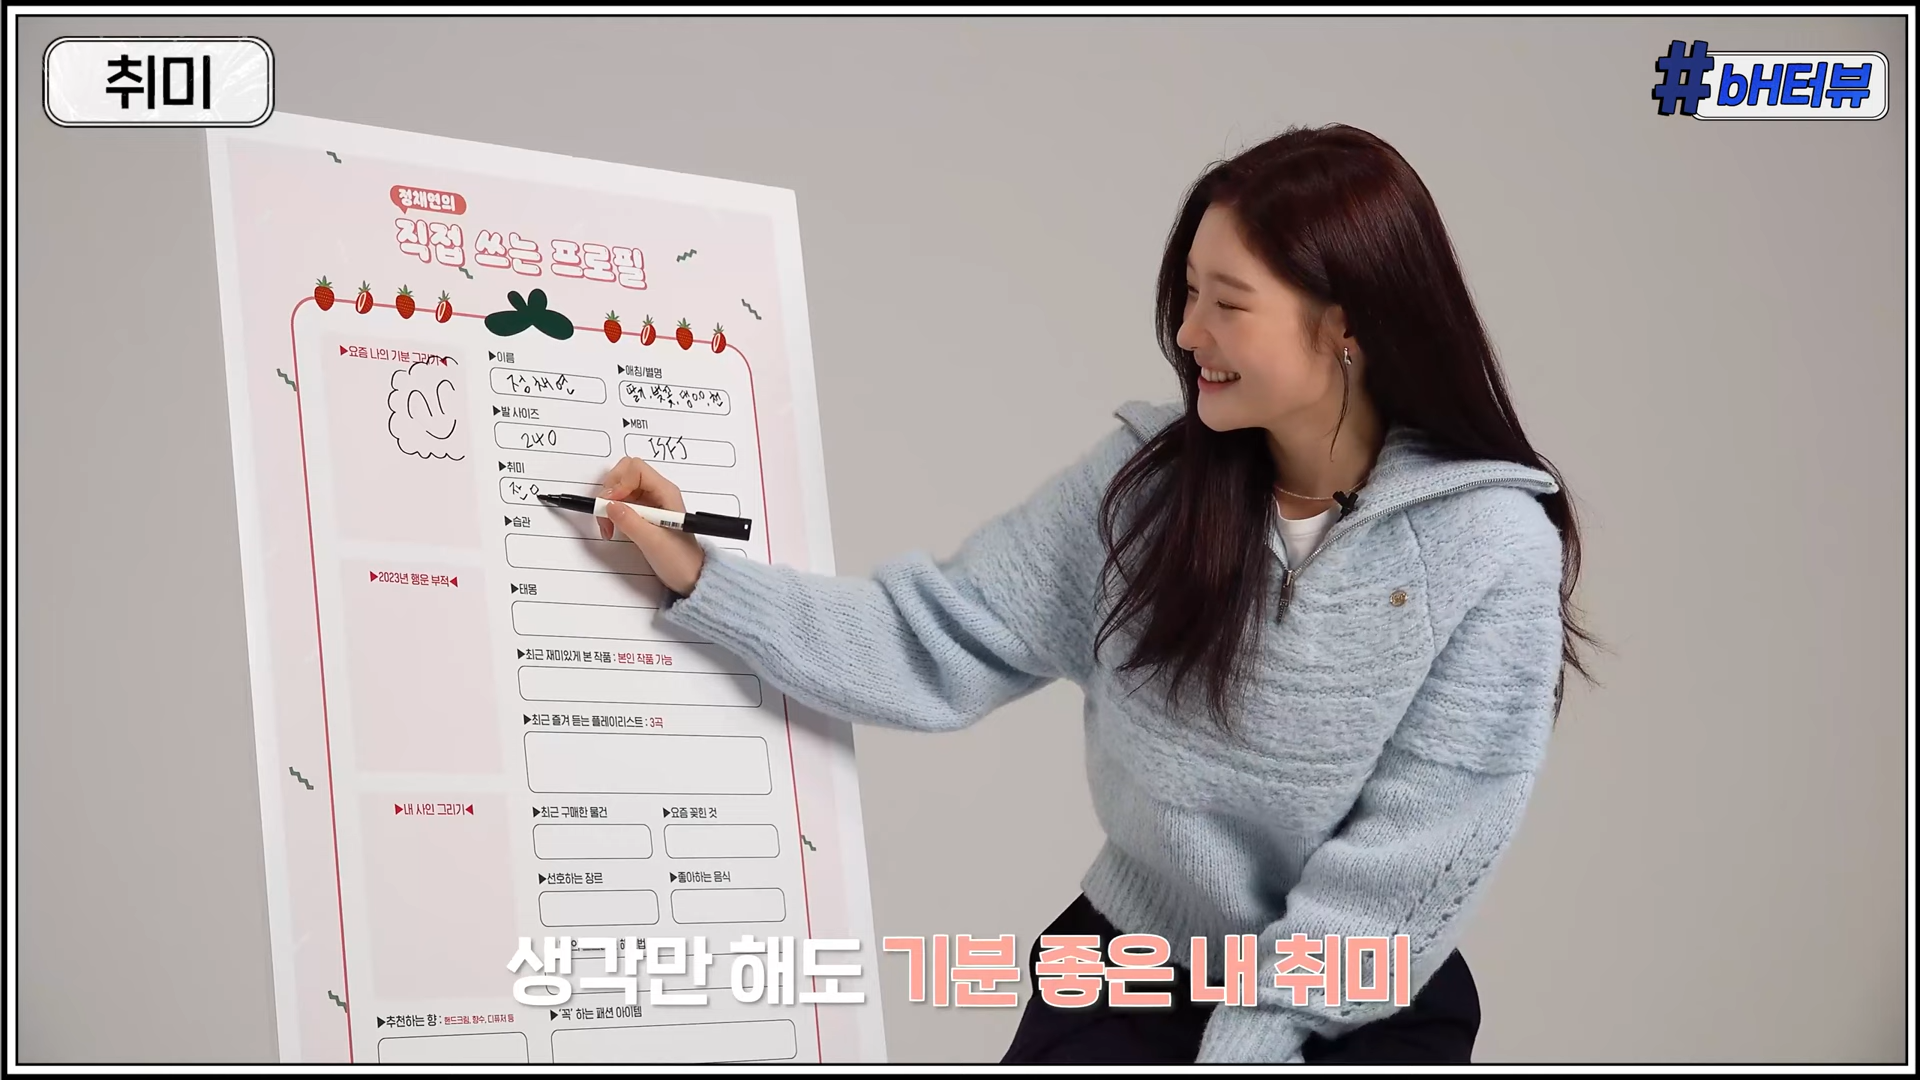 취미
#bH터뷰
정채연의
직접 쓰는 프로필
▶요즘 나의 기분 그리기◀
▶이름
정채연
▶애칭/별명
▶발 사이즈
240
▶MBTI
ISFJ
▶취미
▶습관
▶2023년 행운 부적◀
▶태몽
▶최근 재미있게 본 작품 : 본인 작품 가능
▶최근 즐겨 듣는 플레이리스트 : 3곡
▶내 사인 그리기◀
▶최근 구매한 물건
▶요즘 꽂힌 것
▶선호하는 장르
▶좋아하는 음식
생각만 해도 기분 좋은 내 취미
▶추천하는 향 : 핸드크림, 향수, 디퓨저 등
▶'꼭' 하는 패션 아이템